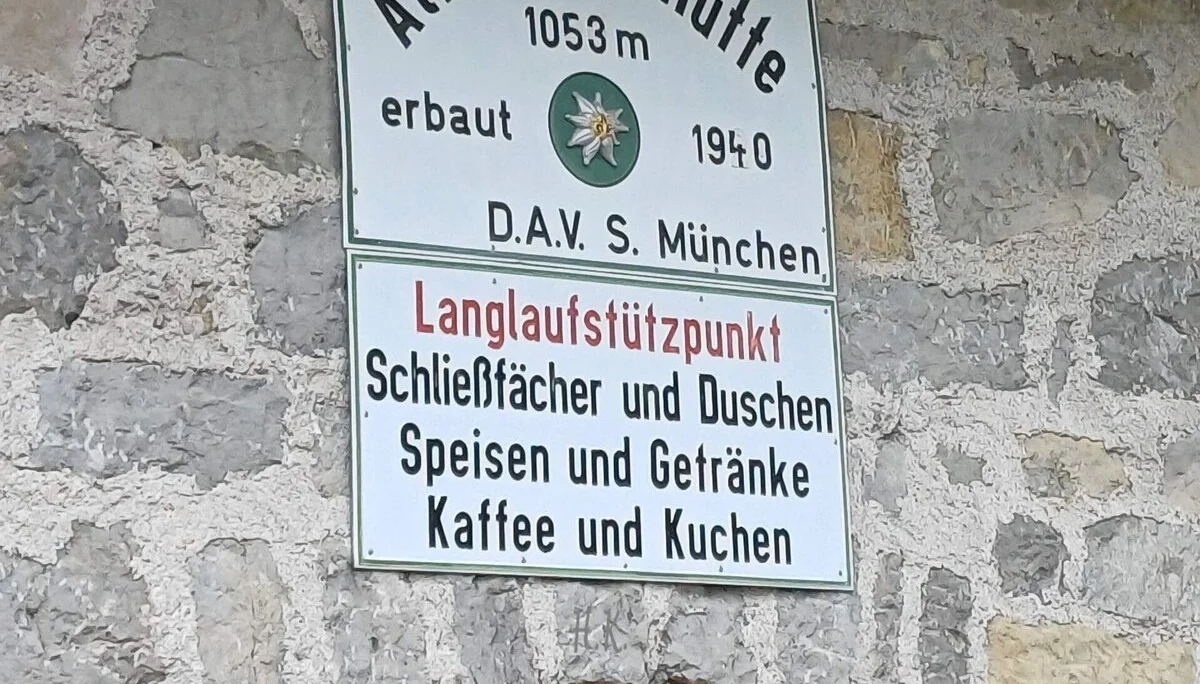 1053 m
erbaut 1940
D.A.V. S. München
Langlaufstützpunkt
Schließfächer und Duschen
Speisen und Getränke
Kaffee und Kuchen
H K